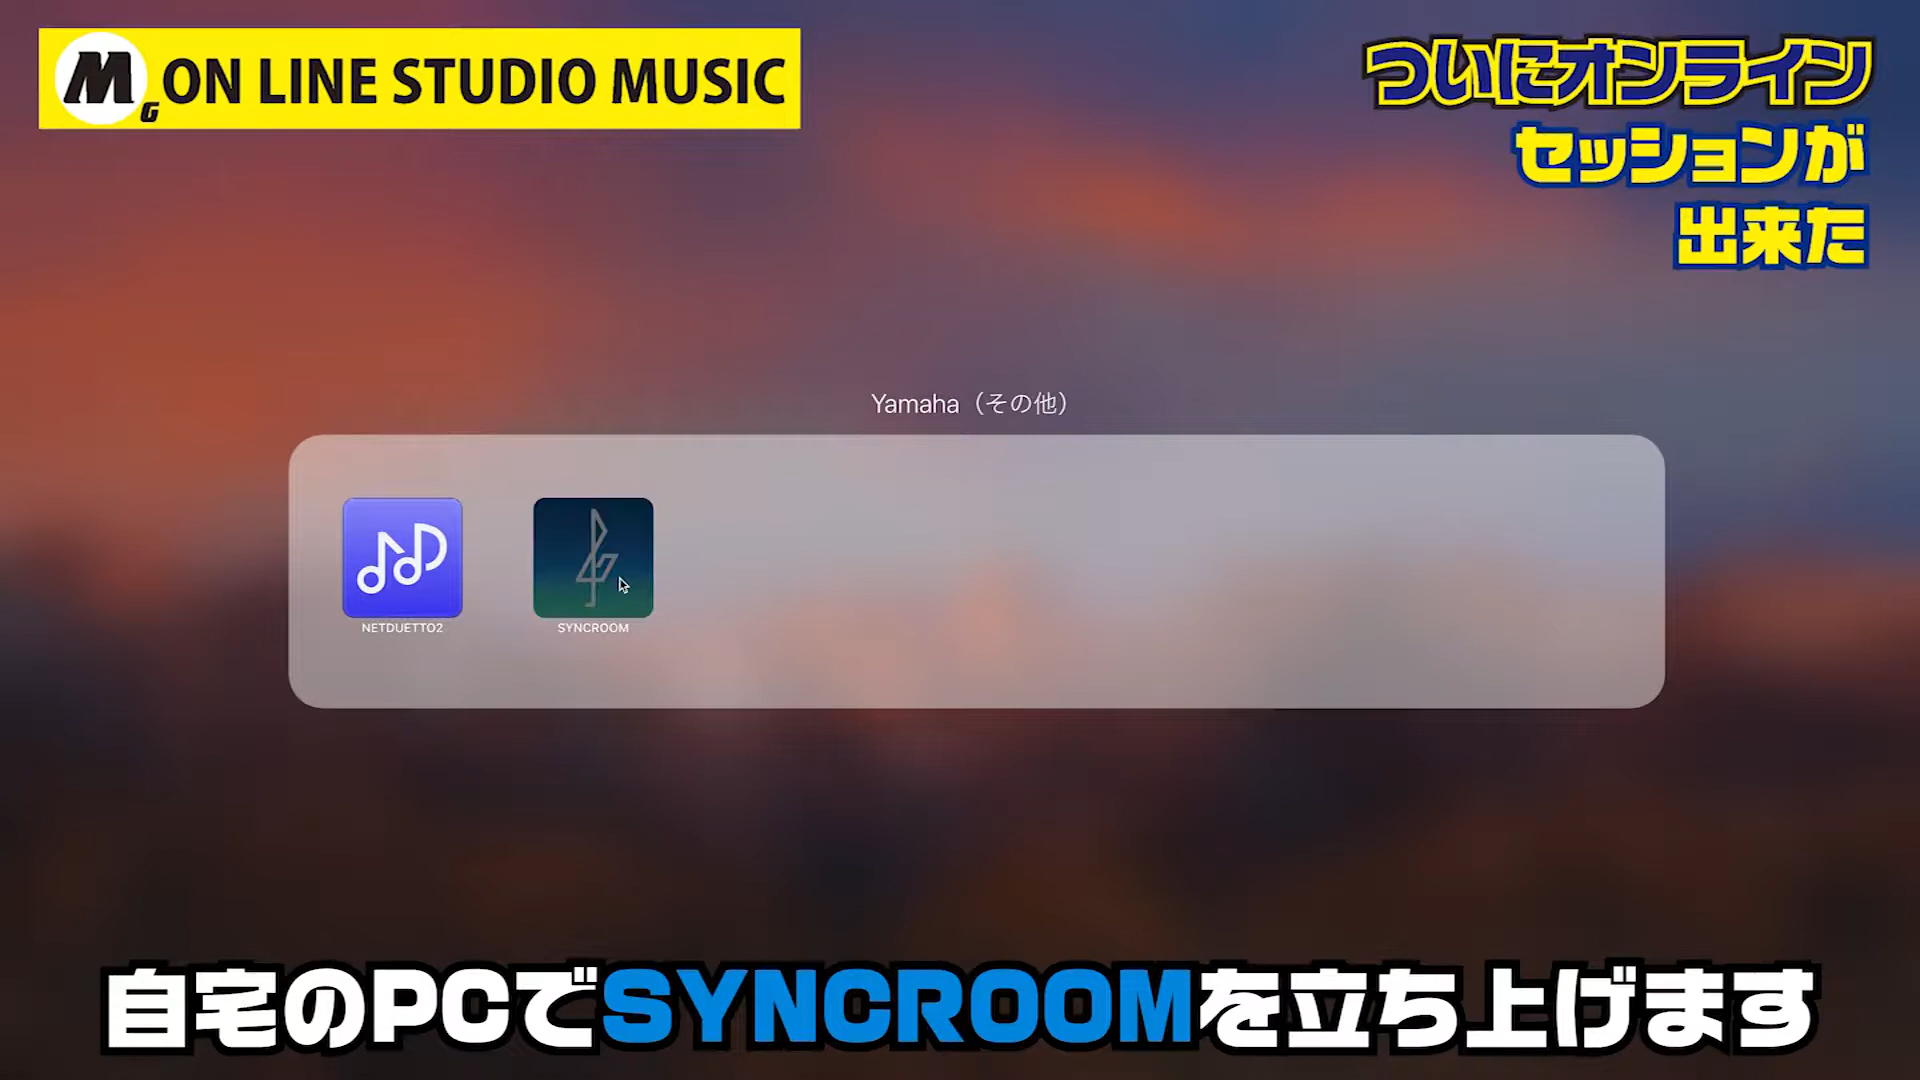 MG ON LINE STUDIO MUSIC
ついにオンライン
セッションが
出来た
Yamaha（その他）
NETDUETTO2
SYNCROOM
自宅のPCでSYNCROOMを立ち上げます